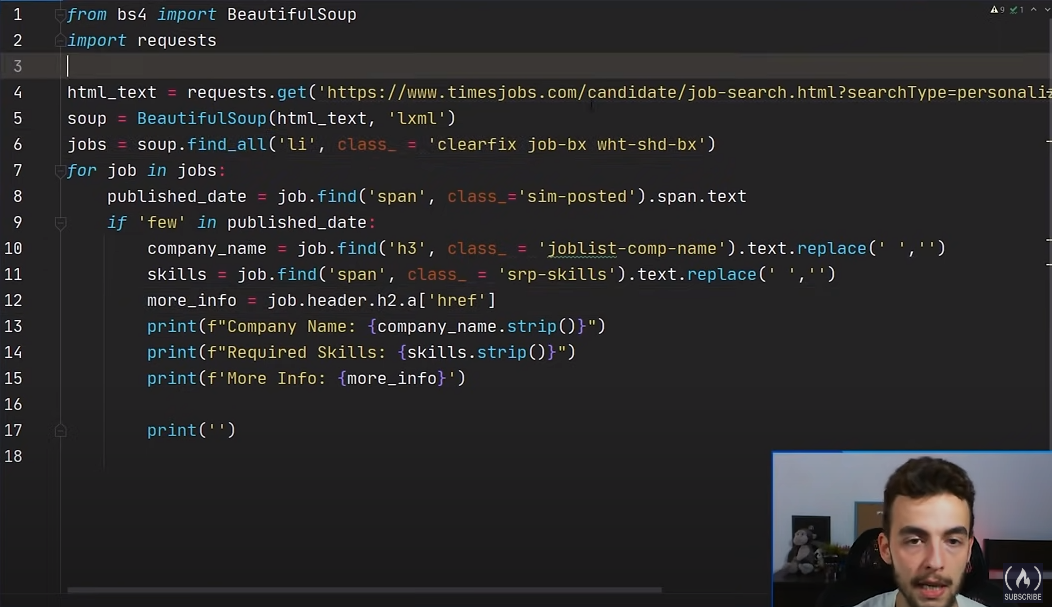 1 from bs4 import BeautifulSoup
2 import requests
3
4 html_text = requests.get('https://www.timesjobs.com/candidate/job-search.html?searchType=personali
5 soup = BeautifulSoup(html_text, 'lxml')
6 jobs = soup.find_all('li', class_ = 'clearfix job-bx wht-shd-bx')
7 for job in jobs:
8 published_date = job.find('span', class_='sim-posted').span.text
9 if 'few' in published_date:
10 company_name = job.find('h3', class_ = 'joblist-comp-name').text.replace(' ','')
11 skills = job.find('span', class_ = 'srp-skills').text.replace(' ','')
12 more_info = job.header.h2.a['href']
13 print(f"Company Name: {company_name.strip()}")
14 print(f"Required Skills: {skills.strip()}")
15 print(f'More Info: {more_info}')
16
17 print('')
18
9 1
SUBSCRIBE